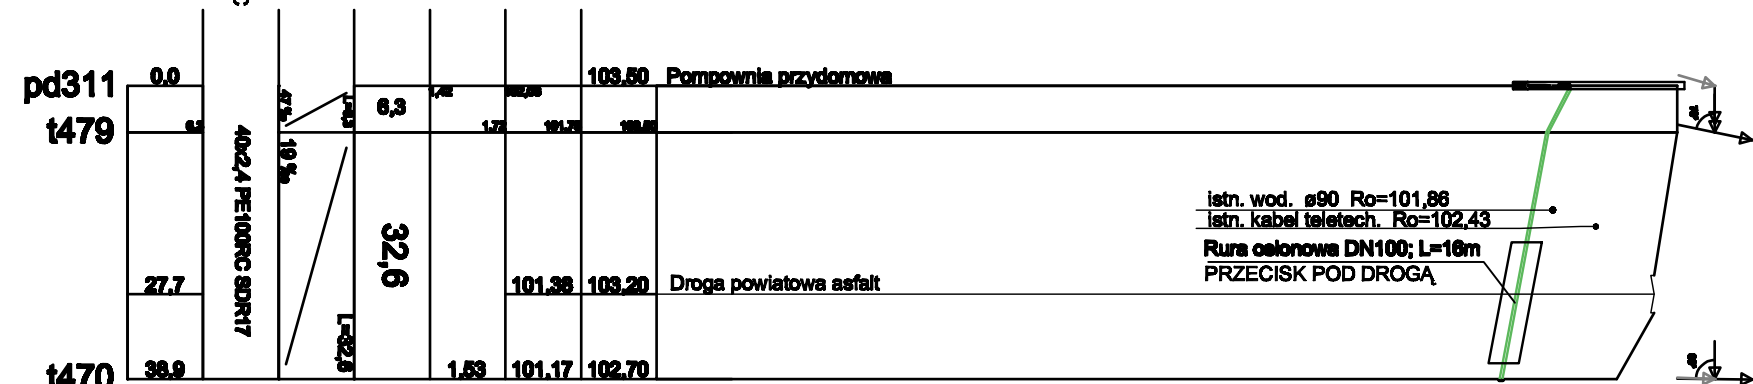 pd311 0,0 103,50 Pompownia przydomowa
6,3
t479
40x2,4 PE100RC SDR17
19 ‰
32,6
L=32,6
istn. wod. ø90 Ro=101,86
istn. kabel teletech. Ro=102,43
Rura osłonowa DN100; L=16m
PRZECISK POD DROGĄ
27,7 101,38 103,20 Droga powiatowa asfalt
t470 38,9 1,53 101,17 102,70